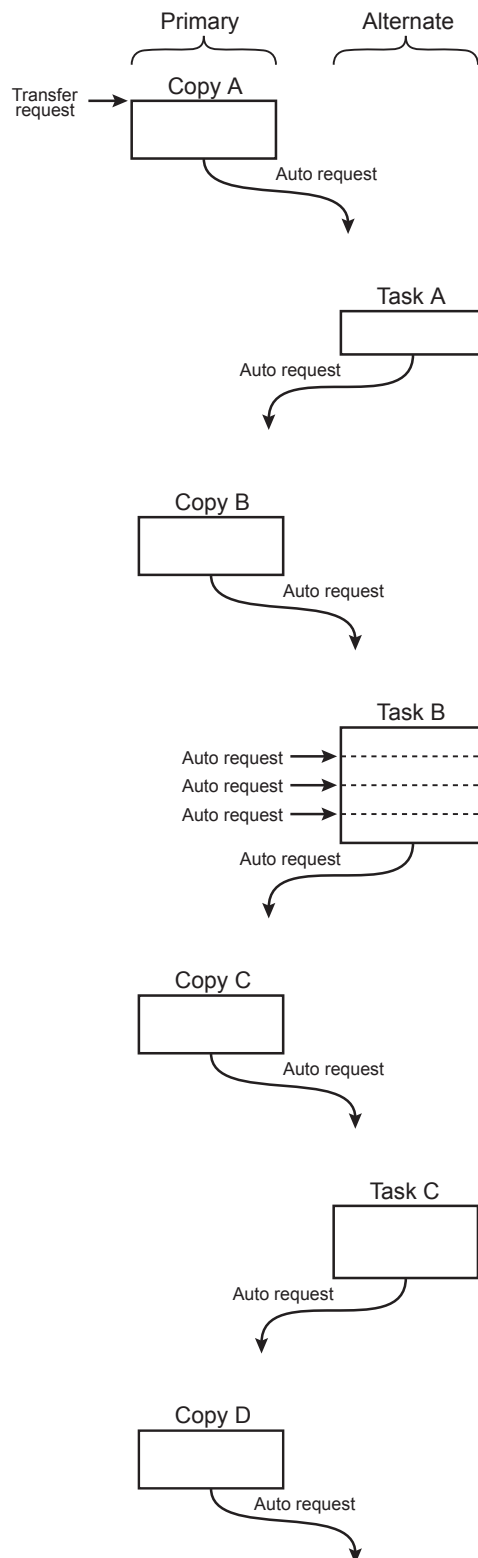 Primary
Alternate
Copy A
Transfer
request
Auto request
Task A
Auto request
Copy B
Auto request
Task B
Auto request
Auto request
Auto request
Auto request
Copy C
Auto request
Task C
Auto request
Copy D
Auto request